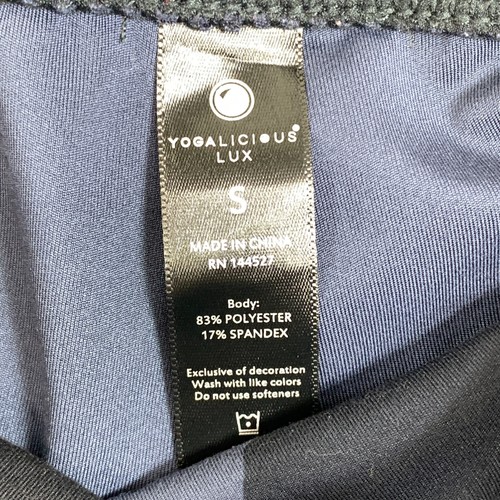 YOGALICIOUS®
LUX
S
MADE IN CHINA
RN 144527
Body:
83% POLYESTER
17% SPANDEX
Exclusive of decoration
Wash with like colors
Do not use softeners